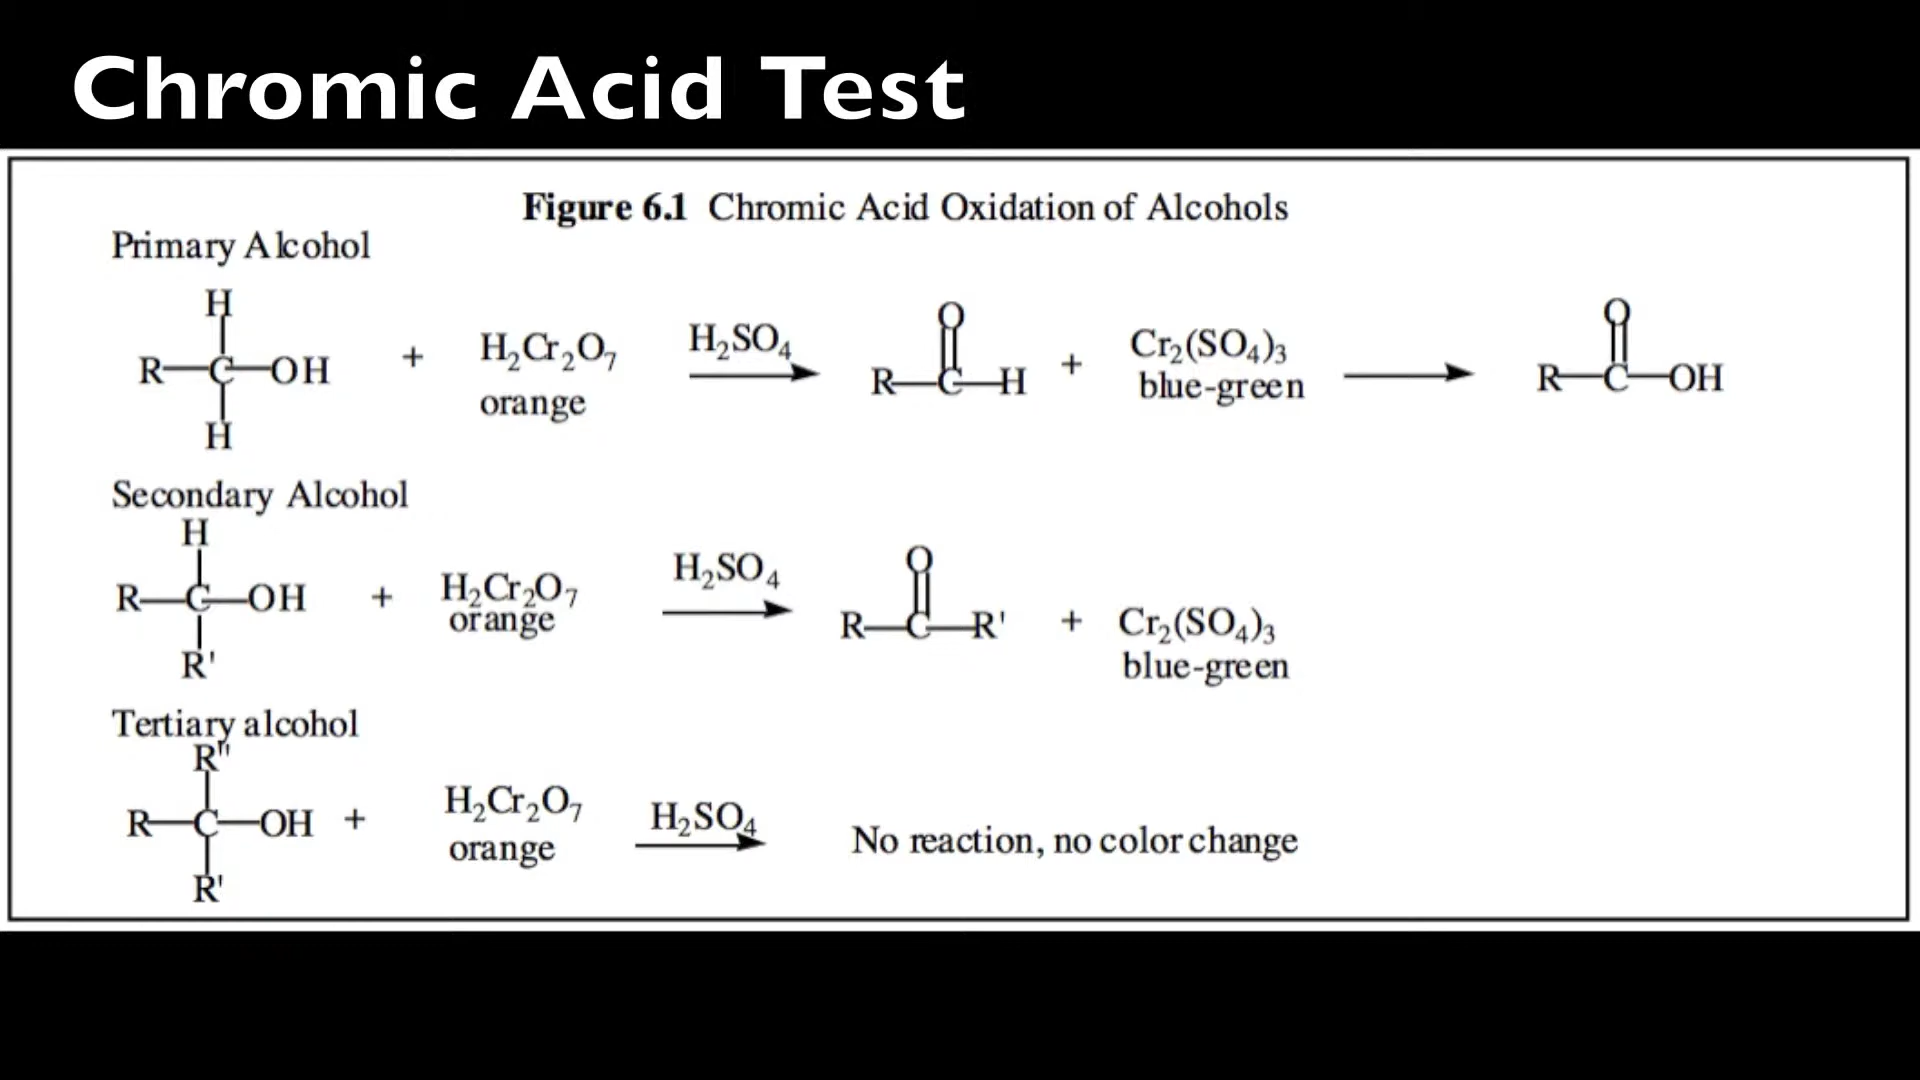 Chromic Acid Test
Figure 6.1 Chromic Acid Oxidation of Alcohols
Primary Alcohol
H
R—C—OH + H₂Cr₂O₇ H₂SO₄ R—C—H + Cr₂(SO₄)₃ R—C—OH
O
O
orange
blue-green
H
Secondary Alcohol
H
R—C—OH + H₂Cr₂O₇ H₂SO₄ R—C—R' + Cr₂(SO₄)₃
O
orange
blue-green
R'
Tertiary alcohol
R"
R—C—OH + H₂Cr₂O₇ H₂SO₄ No reaction, no color change
orange
R'